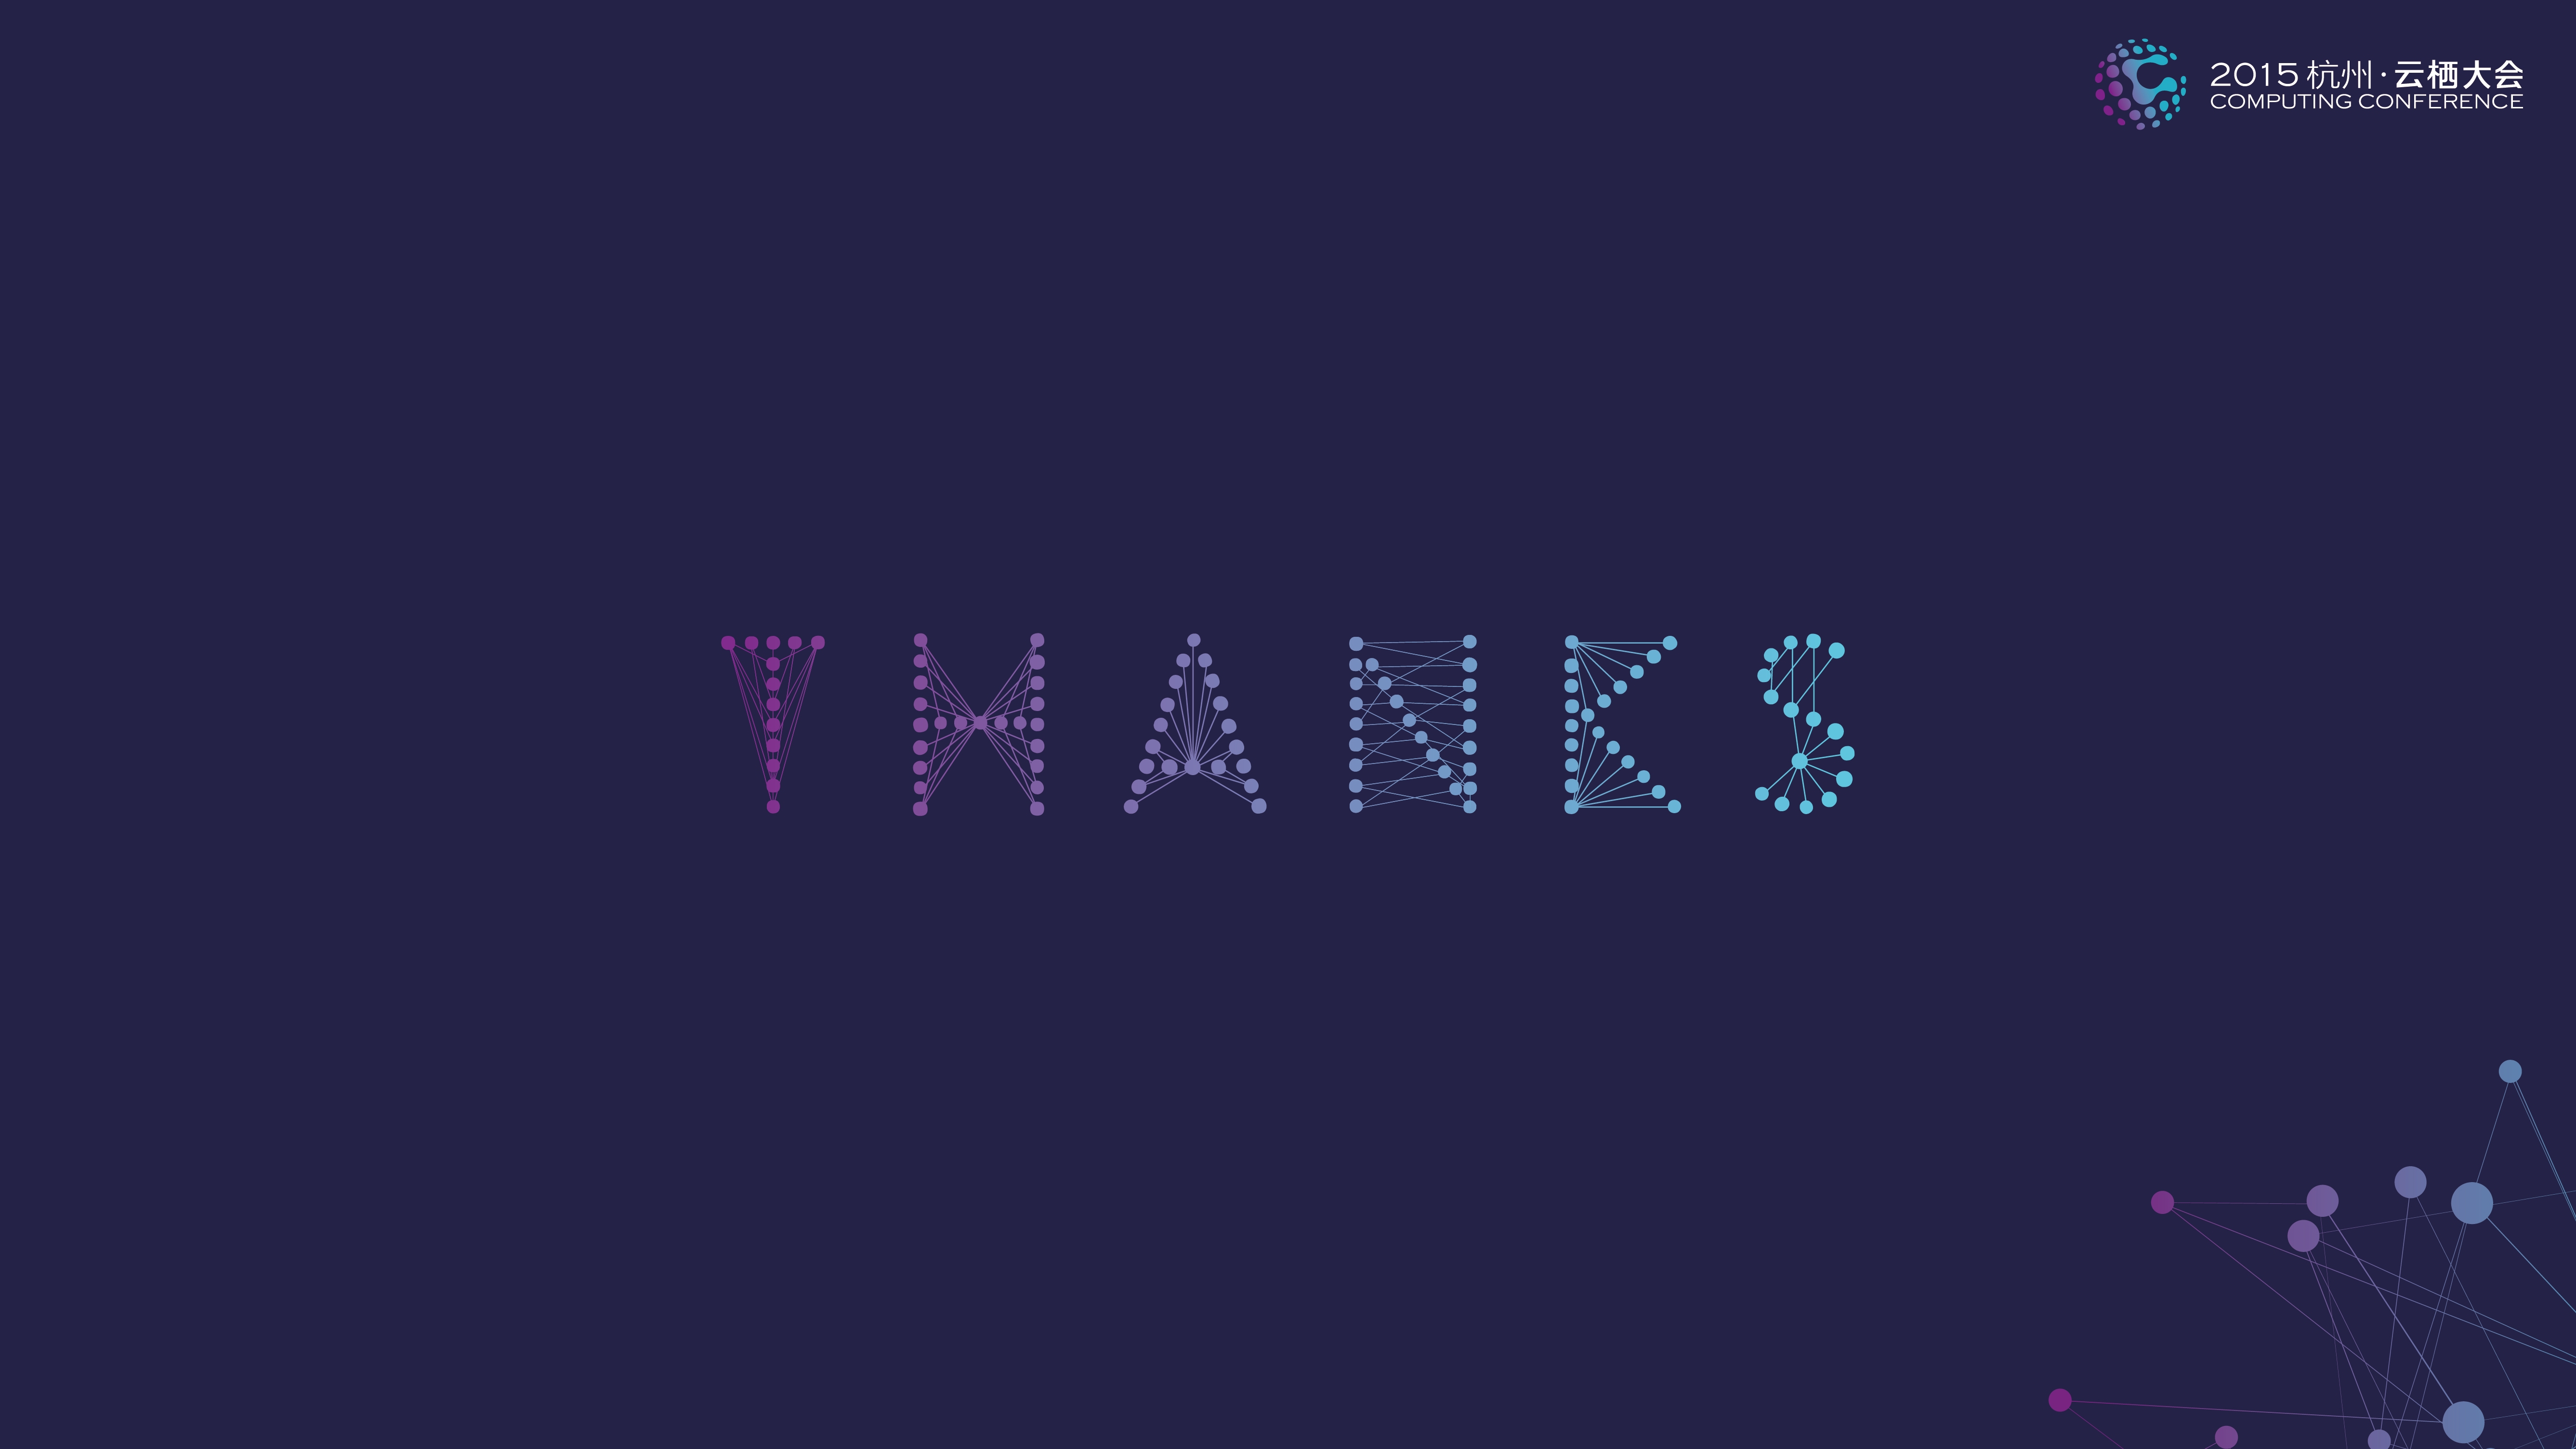 2015 杭州·云栖大会
COMPUTING CONFERENCE
THANKS